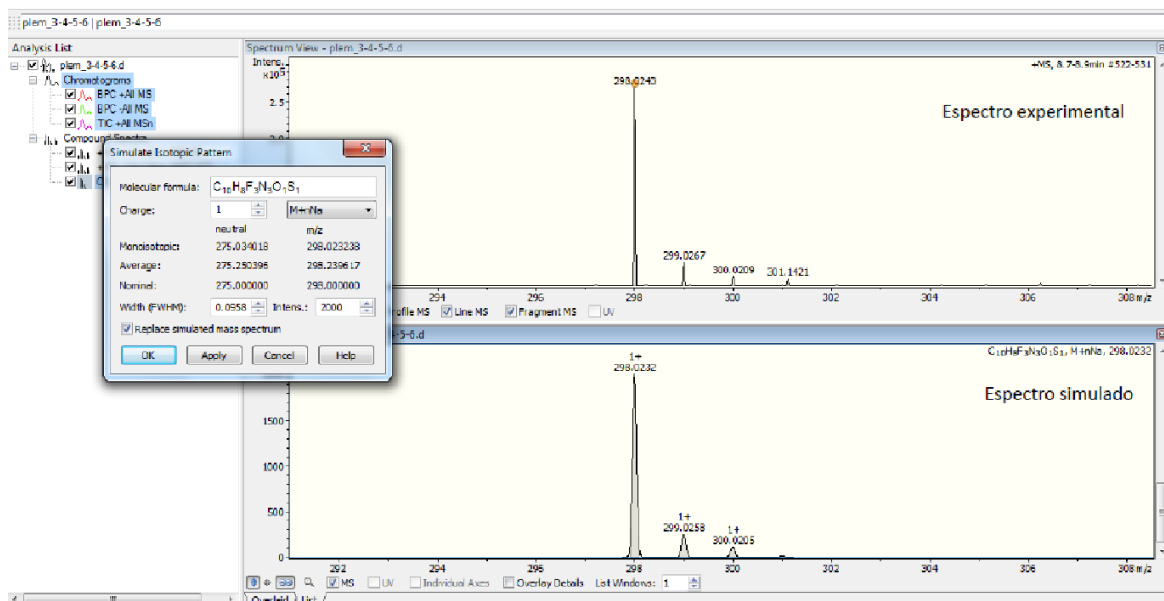 plem_3-4-5-6 | plem_3-4-5-6
Analysis List
plem_3-4-5-6.d
Chromatograms
BPC +All MS
BPC -All MS
TIC +All MSn
Compound Spectra
Spectrum View - plem_3-4-5-6.d
Intens.
x10⁵
2.5
298.0243
299.0267
300.0209
301.1421
+MS, 8.7-8.9min #522-531
Espectro experimental
294
296
298
300
302
304
306
308 m/z
Simulate Isotopic Pattern
Molecular formula: C₁₀H₈F₃N₃O₁S₁
Charge: 1 M+nNa
neutral m/z
Monoisotopic: 275.034018 298.023238
Average: 275.250396 298.239617
Nominal: 275.000000 298.000000
Width (FWHM): 0.0958 Intens.: 2000
Replace simulated mass spectrum
OK Apply Cancel Help
Profile MS Line MS Fragment MS UV
4-5-6.d
C₁₀H₈F₃N₃O₁S₁, M+nNa, 298.0232
Espectro simulado
1+
298.0232
1+
299.0258
1+
300.0205
1500
1000
500
0
292
294
296
298
300
302
304
306
308 m/z
MS UV Individual Axes Overlay Details List Windows: 1
Overlaid List